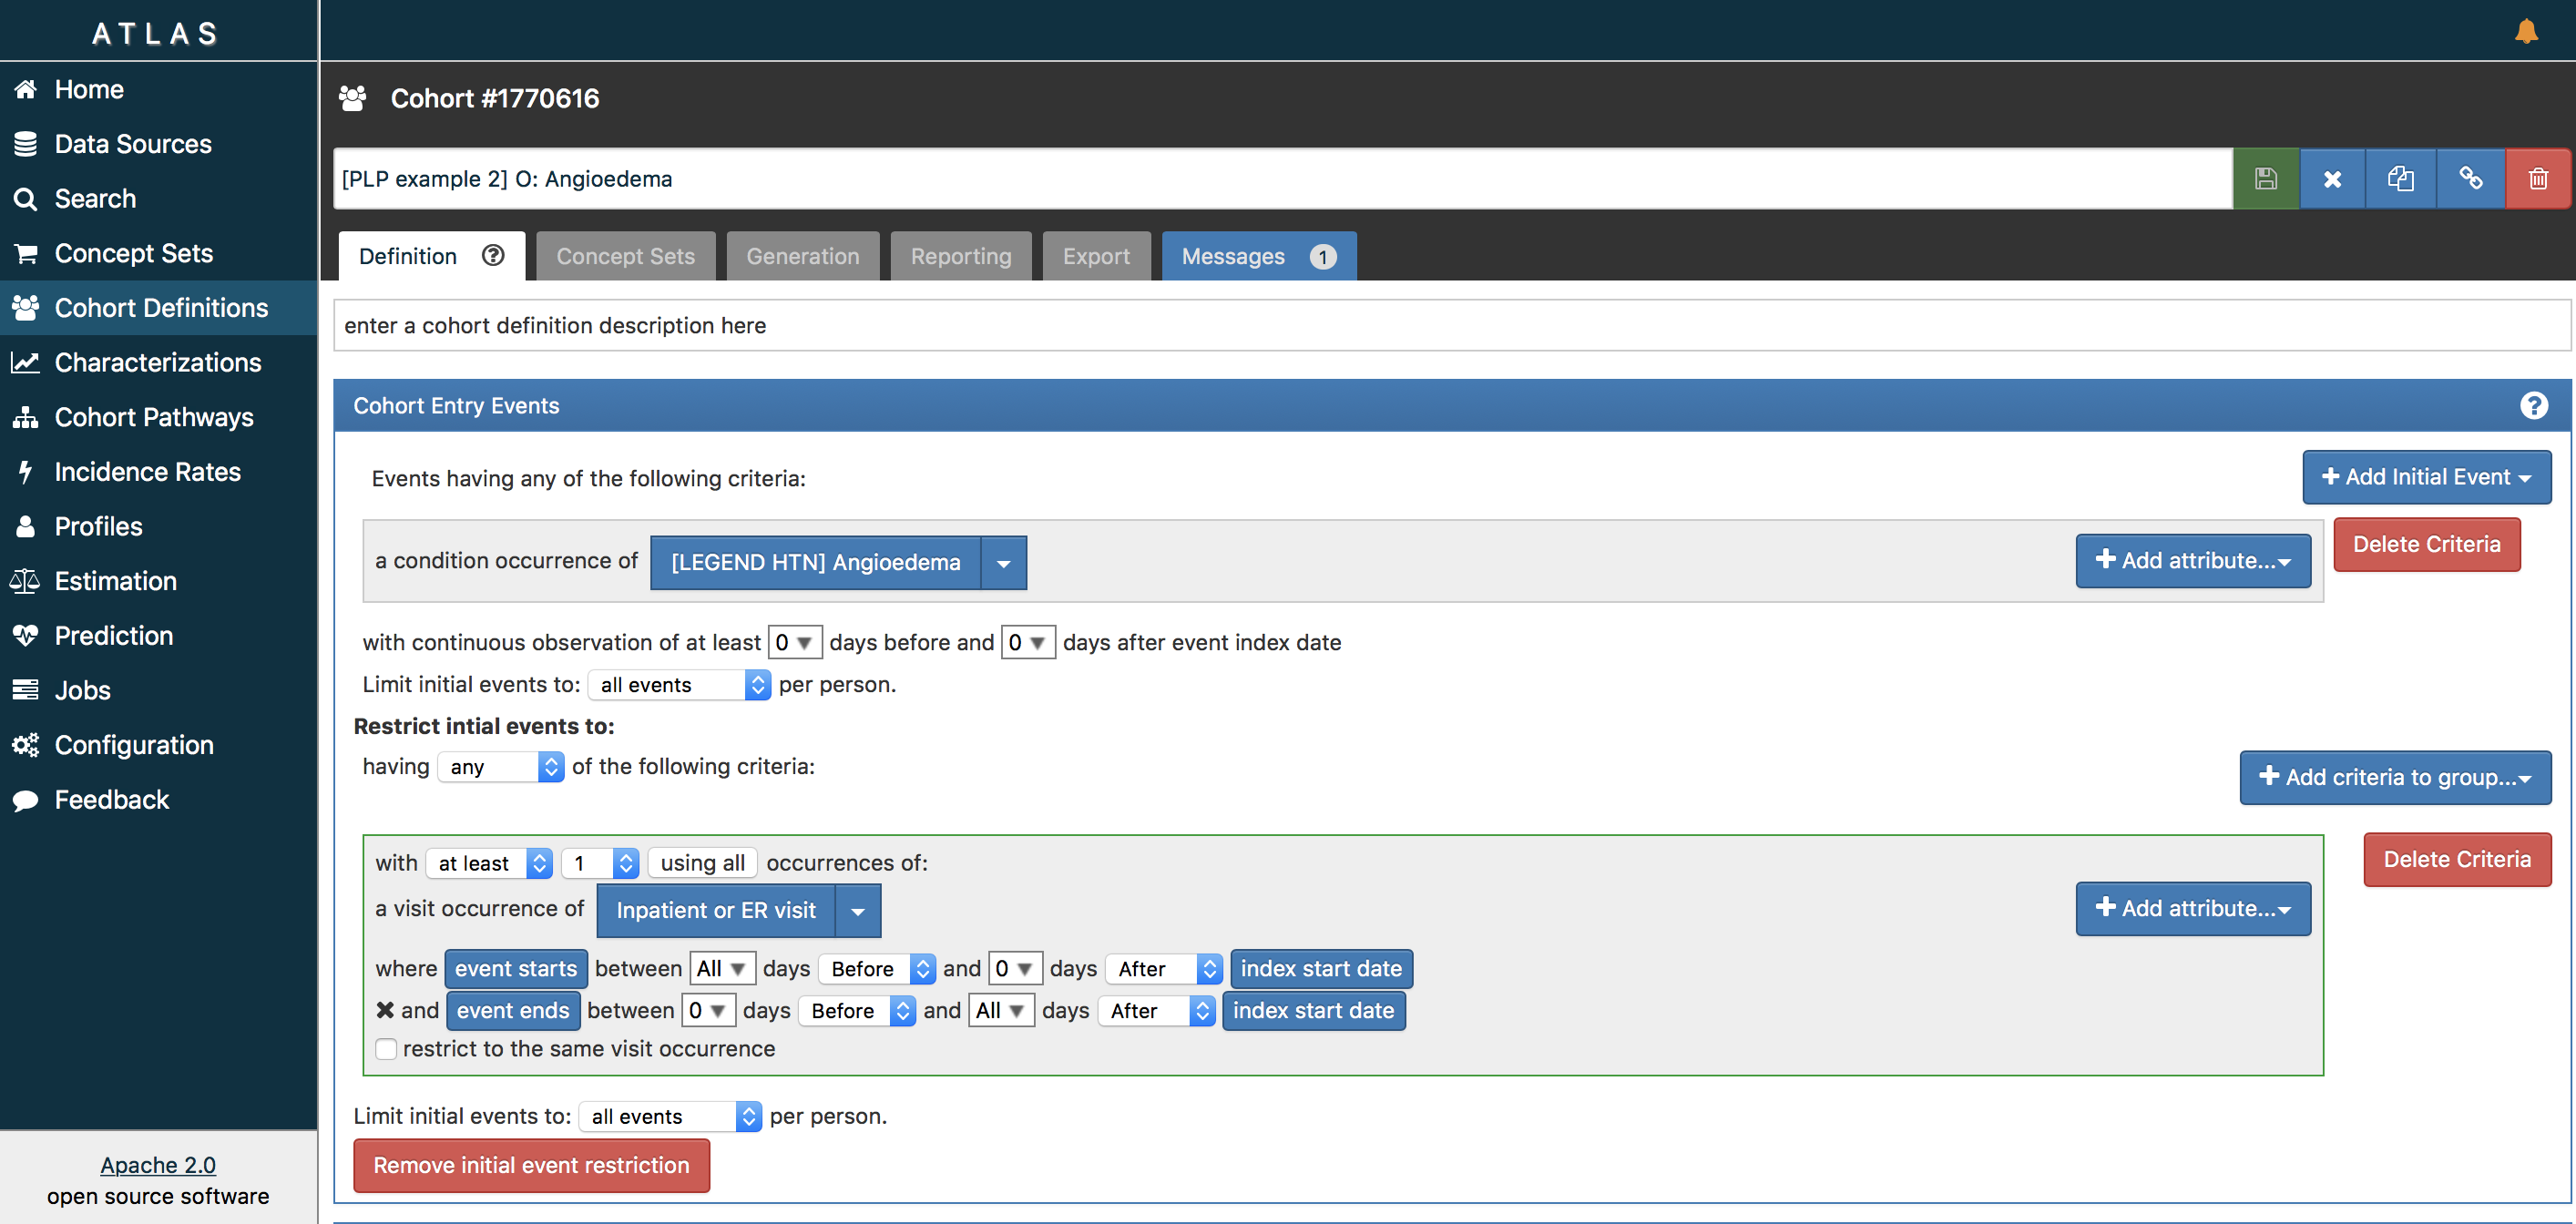 ATLAS
Home
Data Sources
Search
Concept Sets
Cohort Definitions
Characterizations
Cohort Pathways
Incidence Rates
Profiles
Estimation
Prediction
Jobs
Configuration
Feedback
Apache 2.0
open source software
Cohort #1770616
[PLP example 2] O: Angioedema
Definition ? Concept Sets Generation Reporting Export Messages 1
enter a cohort definition description here
Cohort Entry Events ?
Events having any of the following criteria: + Add Initial Event
a condition occurrence of [LEGEND HTN] Angioedema + Add attribute... Delete Criteria
with continuous observation of at least 0 days before and 0 days after event index date
Limit initial events to: all events per person.
Restrict intial events to:
having any of the following criteria: + Add criteria to group...
with at least 1 using all occurrences of: Delete Criteria
a visit occurrence of Inpatient or ER visit + Add attribute...
where event starts between All days Before and 0 days After index start date
and event ends between 0 days Before and All days After index start date
restrict to the same visit occurrence
Limit initial events to: all events per person.
Remove initial event restriction